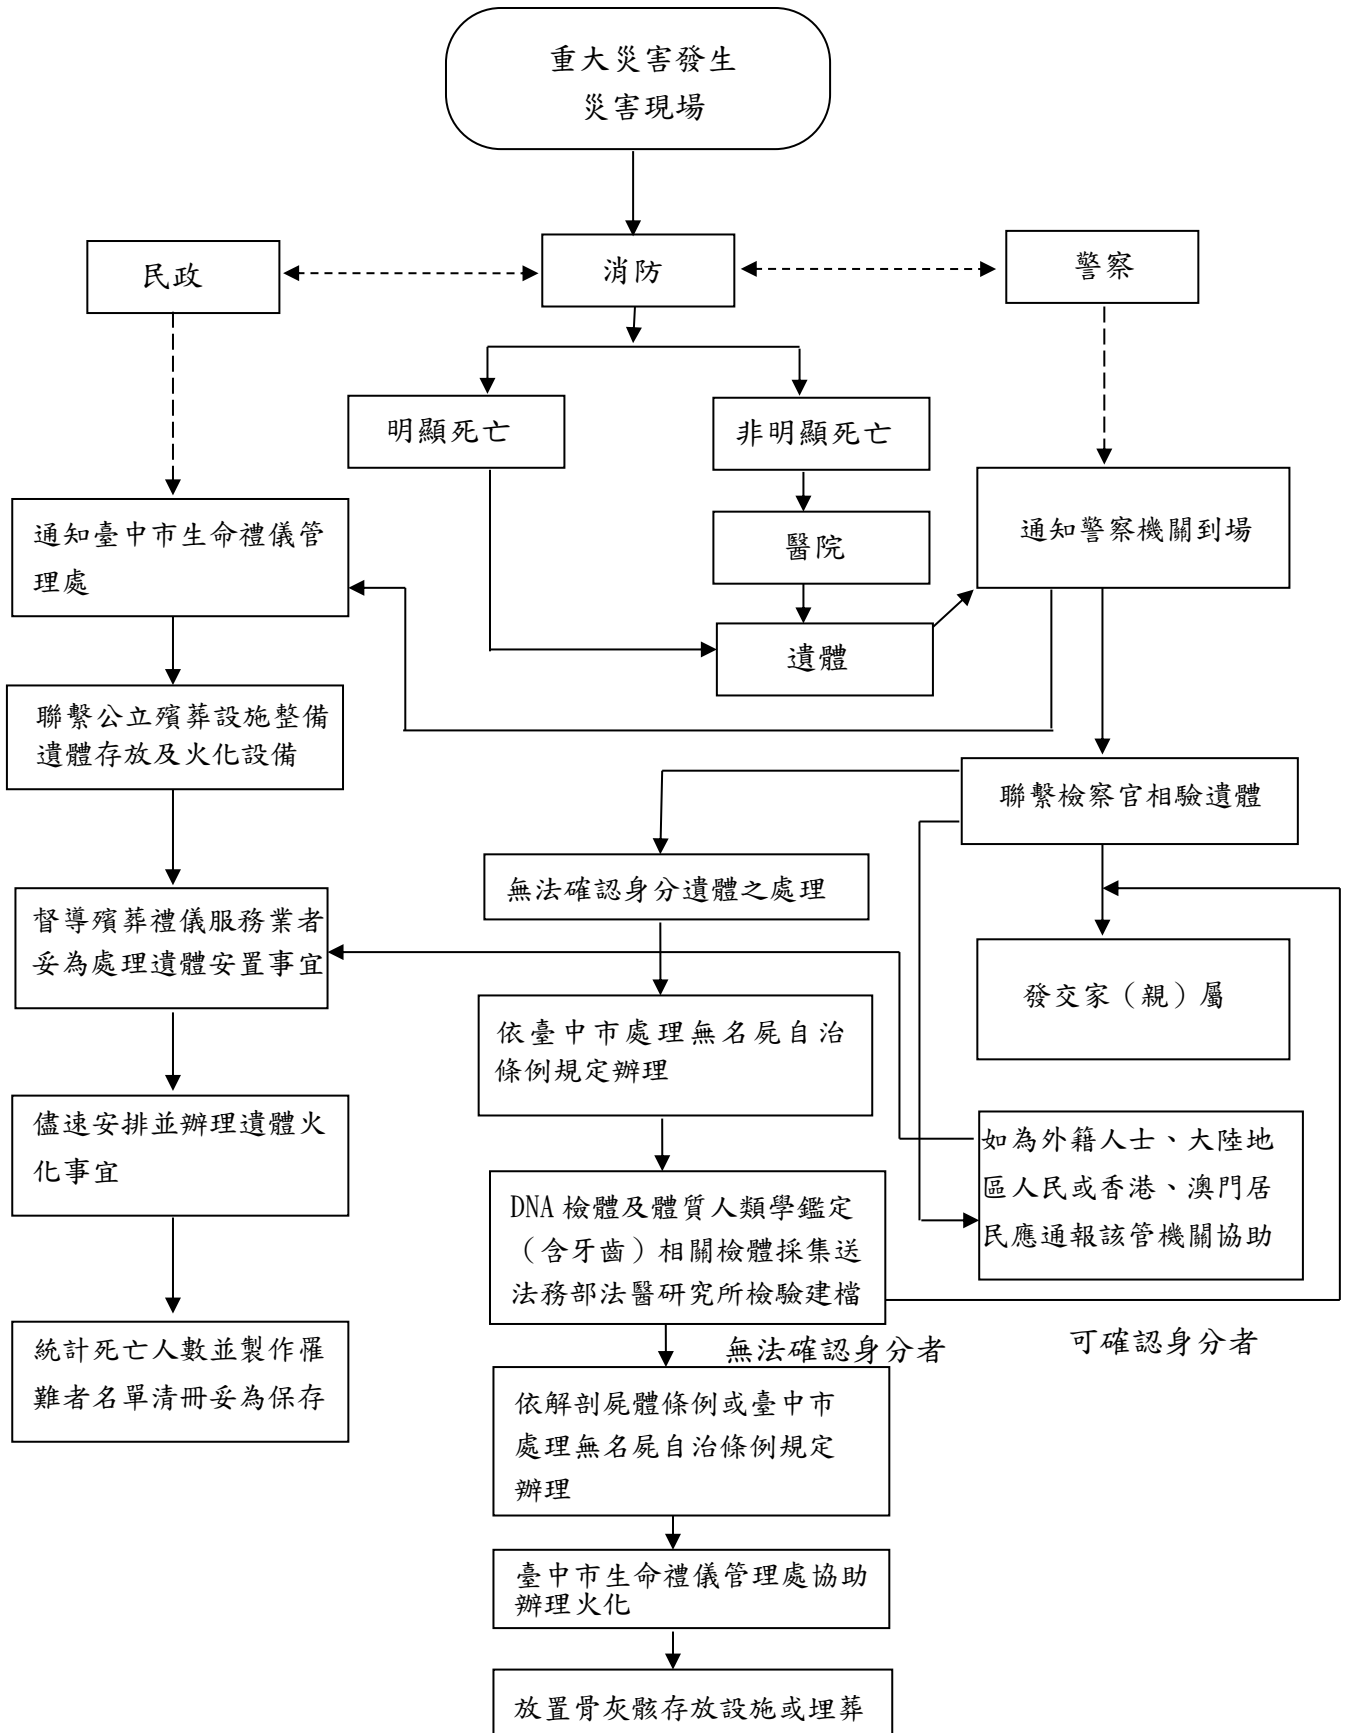 重大災害發生
災害現場
民政
消防
警察
明顯死亡
非明顯死亡
通知臺中市生命禮儀管
理處
醫院
通知警察機關到場
遺體
聯繫公立殯葬設施整備
遺體存放及火化設備
聯繫檢察官相驗遺體
無法確認身分遺體之處理
督導殯葬禮儀服務業者
妥為處理遺體安置事宜
發交家（親）屬
依臺中市處理無名屍自治
條例規定辦理
儘速安排並辦理遺體火
化事宜
如為外籍人士、大陸地
區人民或香港、澳門居
民應通報該管機關協助
DNA 檢體及體質人類學鑑定
（含牙齒）相關檢體採集送
法務部法醫研究所檢驗建檔
統計死亡人數並製作罹
難者名單清冊妥為保存
無法確認身分者
可確認身分者
依解剖屍體條例或臺中市
處理無名屍自治條例規定
辦理
臺中市生命禮儀管理處協助
辦理火化
放置骨灰骸存放設施或埋葬